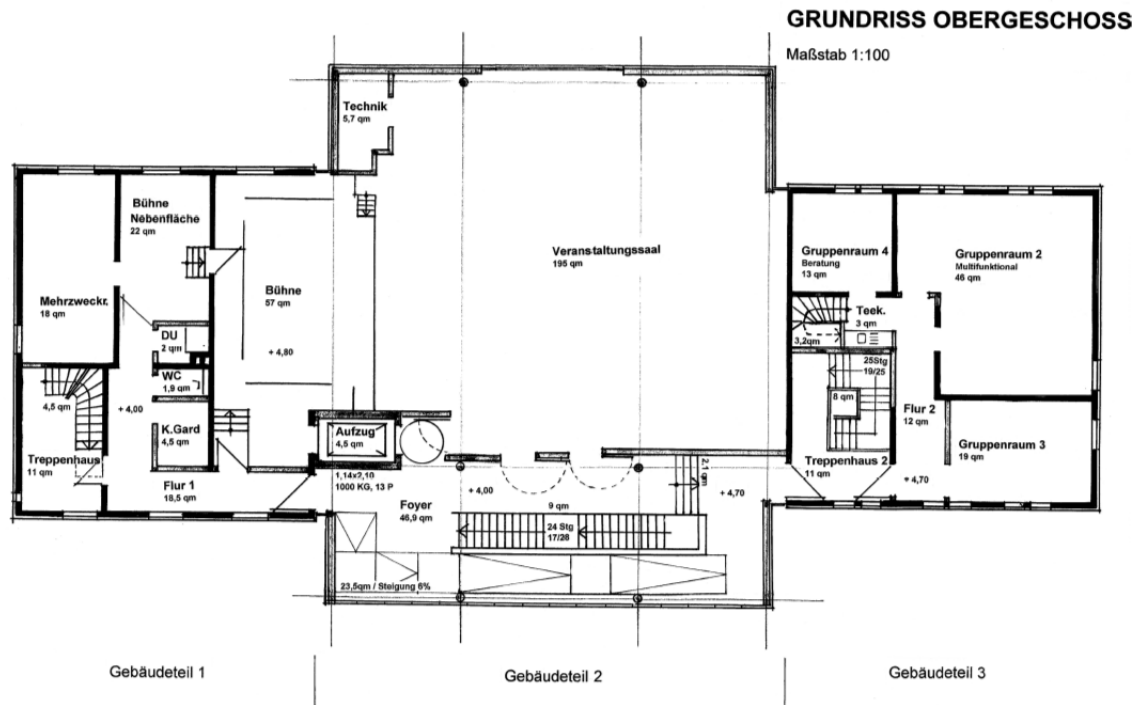 GRUNDRISS OBERGESCHOSS
Maßstab 1:100
Technik
5,7 qm
Bühne
Nebenfläche
22 qm
Mehrzweckr.
18 qm
Bühne
57 qm
+ 4,80
Veranstaltungssaal
195 qm
DU
2 qm
WC
1,9 qm
K.Gard
4,5 qm
4,5 qm
+ 4,00
Treppenhaus
11 qm
Flur 1
18,5 qm
Aufzug
4,5 qm
1,14x2,10
1000 KG, 13 P
Foyer
46,9 qm
+ 4,00
9 qm
24 Stg
17/28
2,1 qm
+ 4,70
23,5qm / Steigung 6%
Gruppenraum 4
Beratung
13 qm
Gruppenraum 2
Multifunktional
46 qm
Teek.
3 qm
3,2qm
25Stg
19/25
8 qm
Flur 2
12 qm
Treppenhaus 2
11 qm
Gruppenraum 3
19 qm
+ 4,70
Gebäudeteil 1
Gebäudeteil 2
Gebäudeteil 3